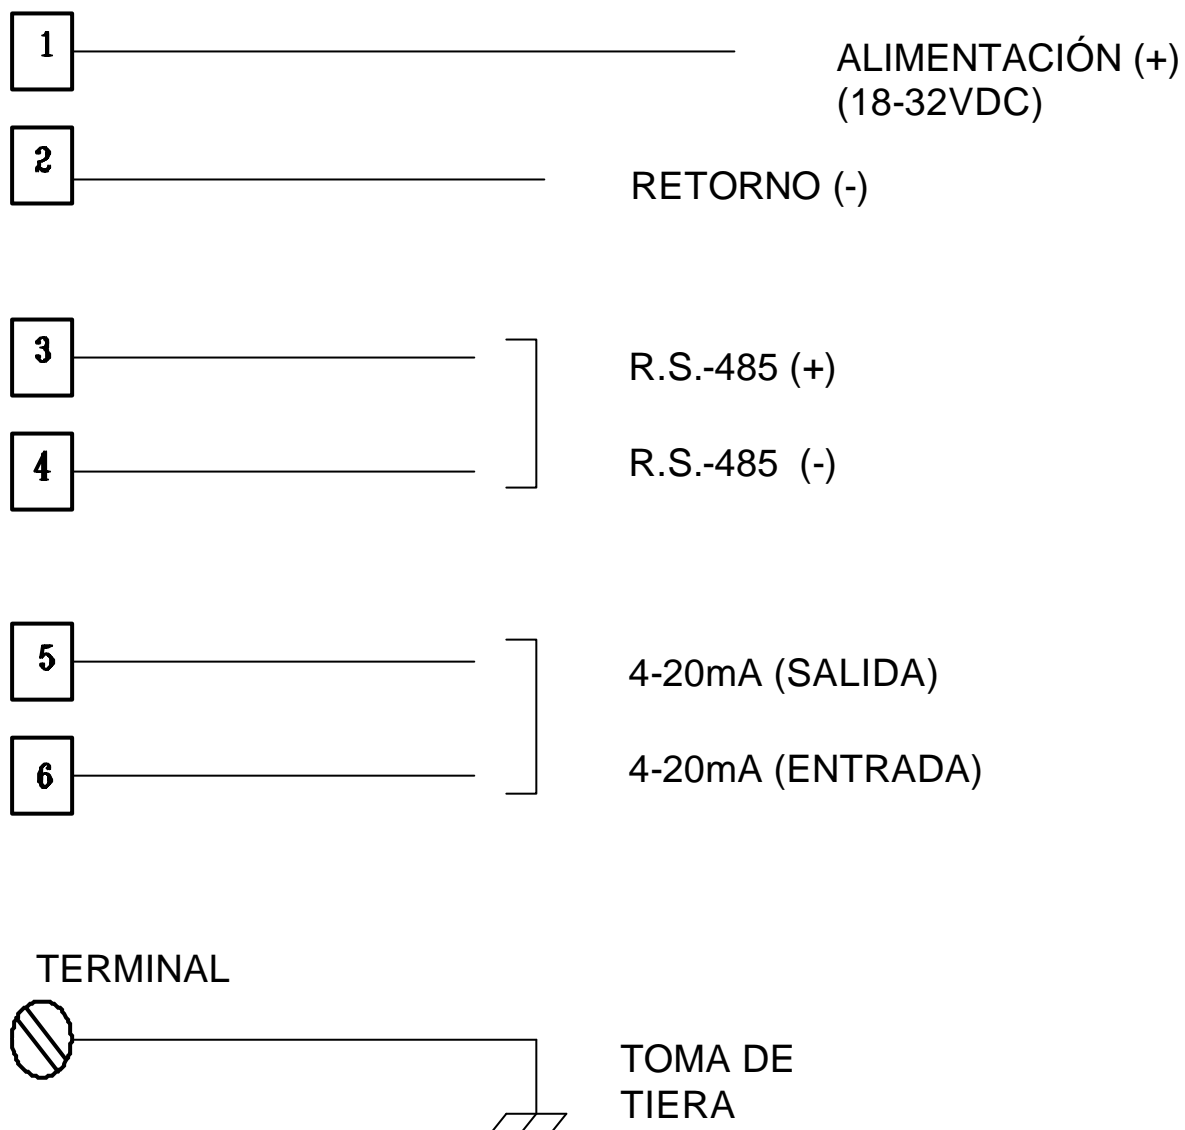 1
ALIMENTACIÓN (+)
(18-32VDC)
2
RETORNO (-)
3
R.S.-485 (+)
4
R.S.-485 (-)
5
4-20mA (SALIDA)
6
4-20mA (ENTRADA)
TERMINAL
TOMA DE
TIERA